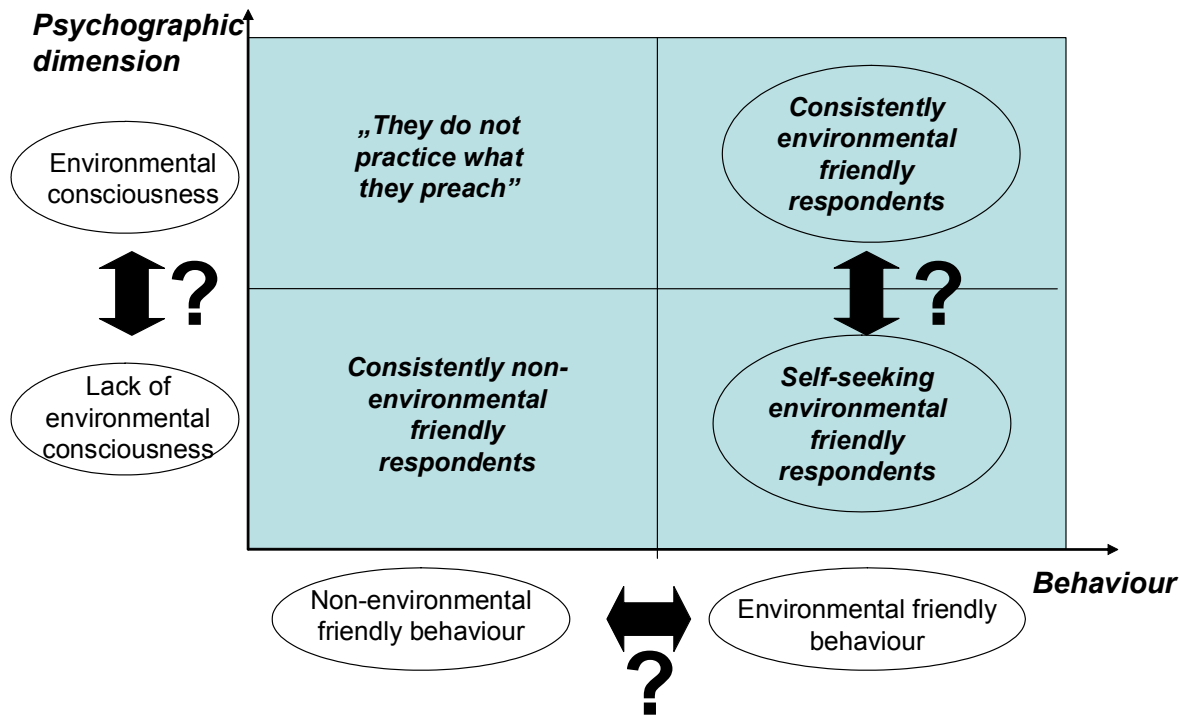 Psychographic
dimension
Environmental
consciousness
?
Lack of
environmental
consciousness
„They do not
practice what
they preach”
Consistently
environmental
friendly
respondents
?
Consistently non-
environmental
friendly
respondents
Self-seeking
environmental
friendly
respondents
Behaviour
Non-environmental
friendly behaviour
?
Environmental friendly
behaviour